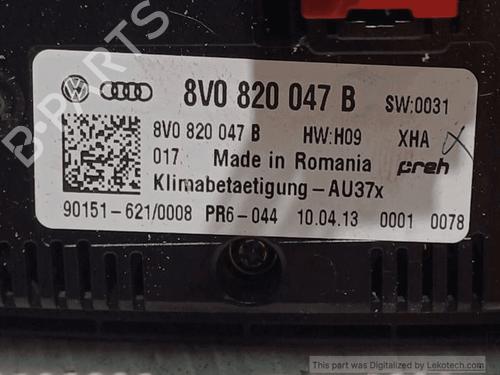 8V0 820 047 B SW:0031
8V0 820 047 B HW:H09 XHA
017 Made in Romania preh
Klimabetaetigung-AU37x
90151-621/0008 PR6-044 10.04.13 0001 0078
B-PARTS
This part was Digitalized by Lekotech.com